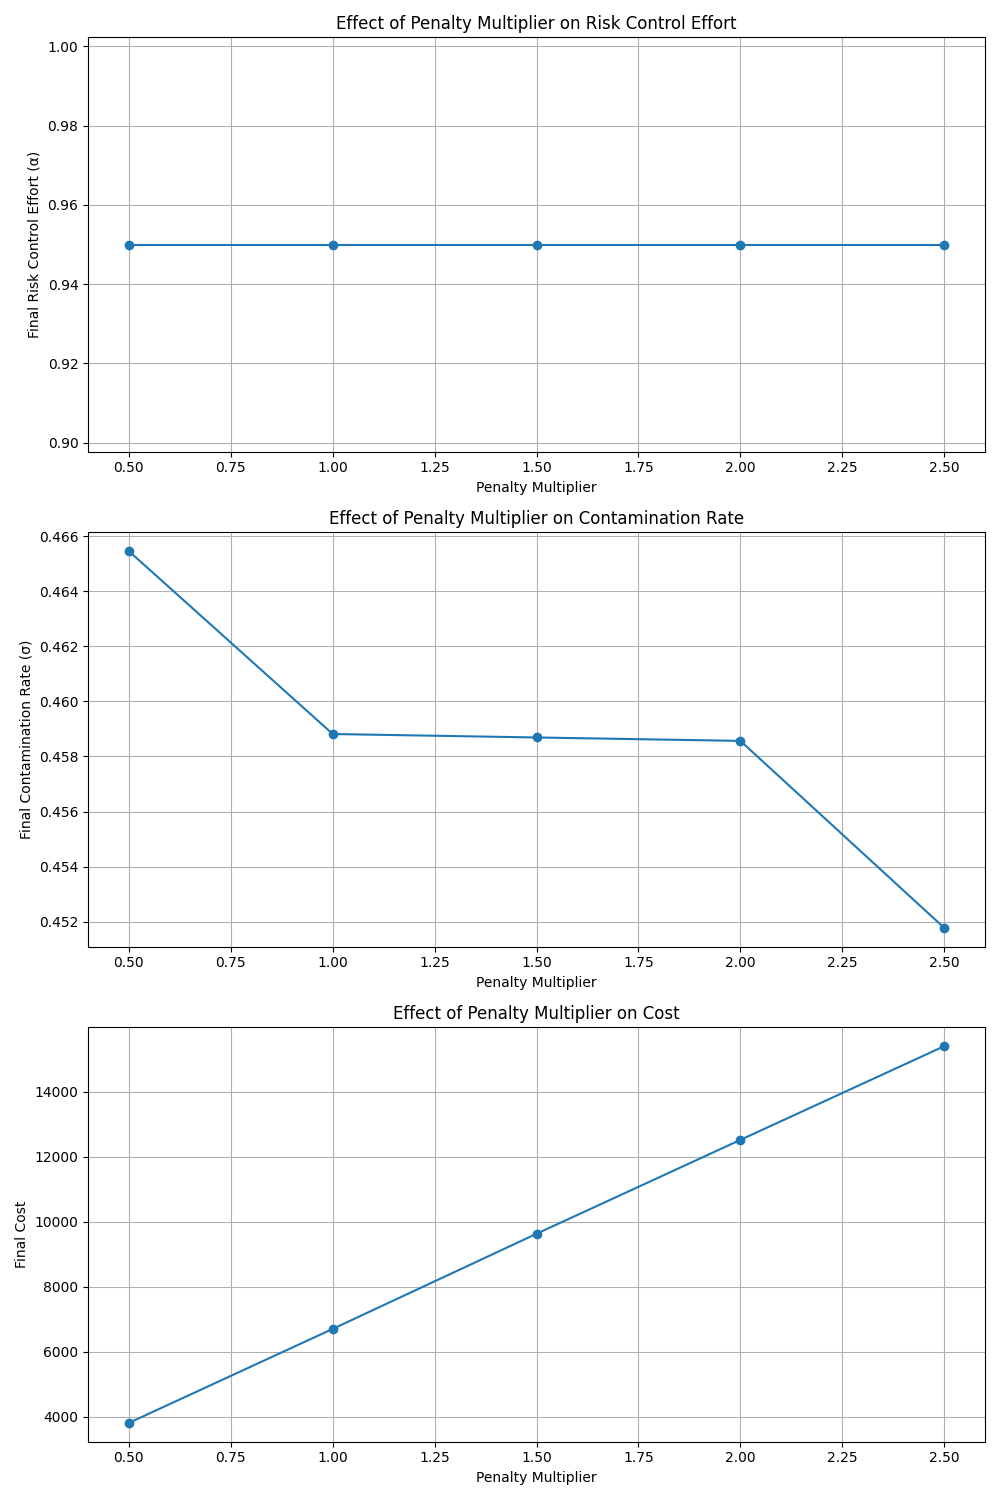 Effect of Penalty Multiplier on Risk Control Effort
Final Risk Control Effort (α)
1.00
0.98
0.96
0.94
0.92
0.90
0.50 0.75 1.00 1.25 1.50 1.75 2.00 2.25 2.50
Penalty Multiplier
Effect of Penalty Multiplier on Contamination Rate
Final Contamination Rate (σ)
0.466
0.464
0.462
0.460
0.458
0.456
0.454
0.452
0.50 0.75 1.00 1.25 1.50 1.75 2.00 2.25 2.50
Penalty Multiplier
Effect of Penalty Multiplier on Cost
Final Cost
14000
12000
10000
8000
6000
4000
0.50 0.75 1.00 1.25 1.50 1.75 2.00 2.25 2.50
Penalty Multiplier